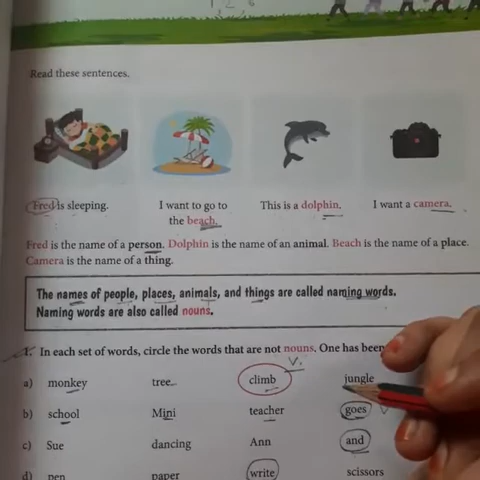 1 2 6
Read these sentences.
Fred is sleeping. I want to go to the beach. This is a dolphin. I want a camera.
Fred is the name of a person. Dolphin is the name of an animal. Beach is the name of a place.
Camera is the name of a thing.
The names of people, places, animals, and things are called naming words.
Naming words are also called nouns.
1. In each set of words, circle the words that are not nouns. One has been
V.
a) monkey tree climb jungle
b) school Mini teacher goes V
c) Sue dancing Ann and
d) pen paper write scissors